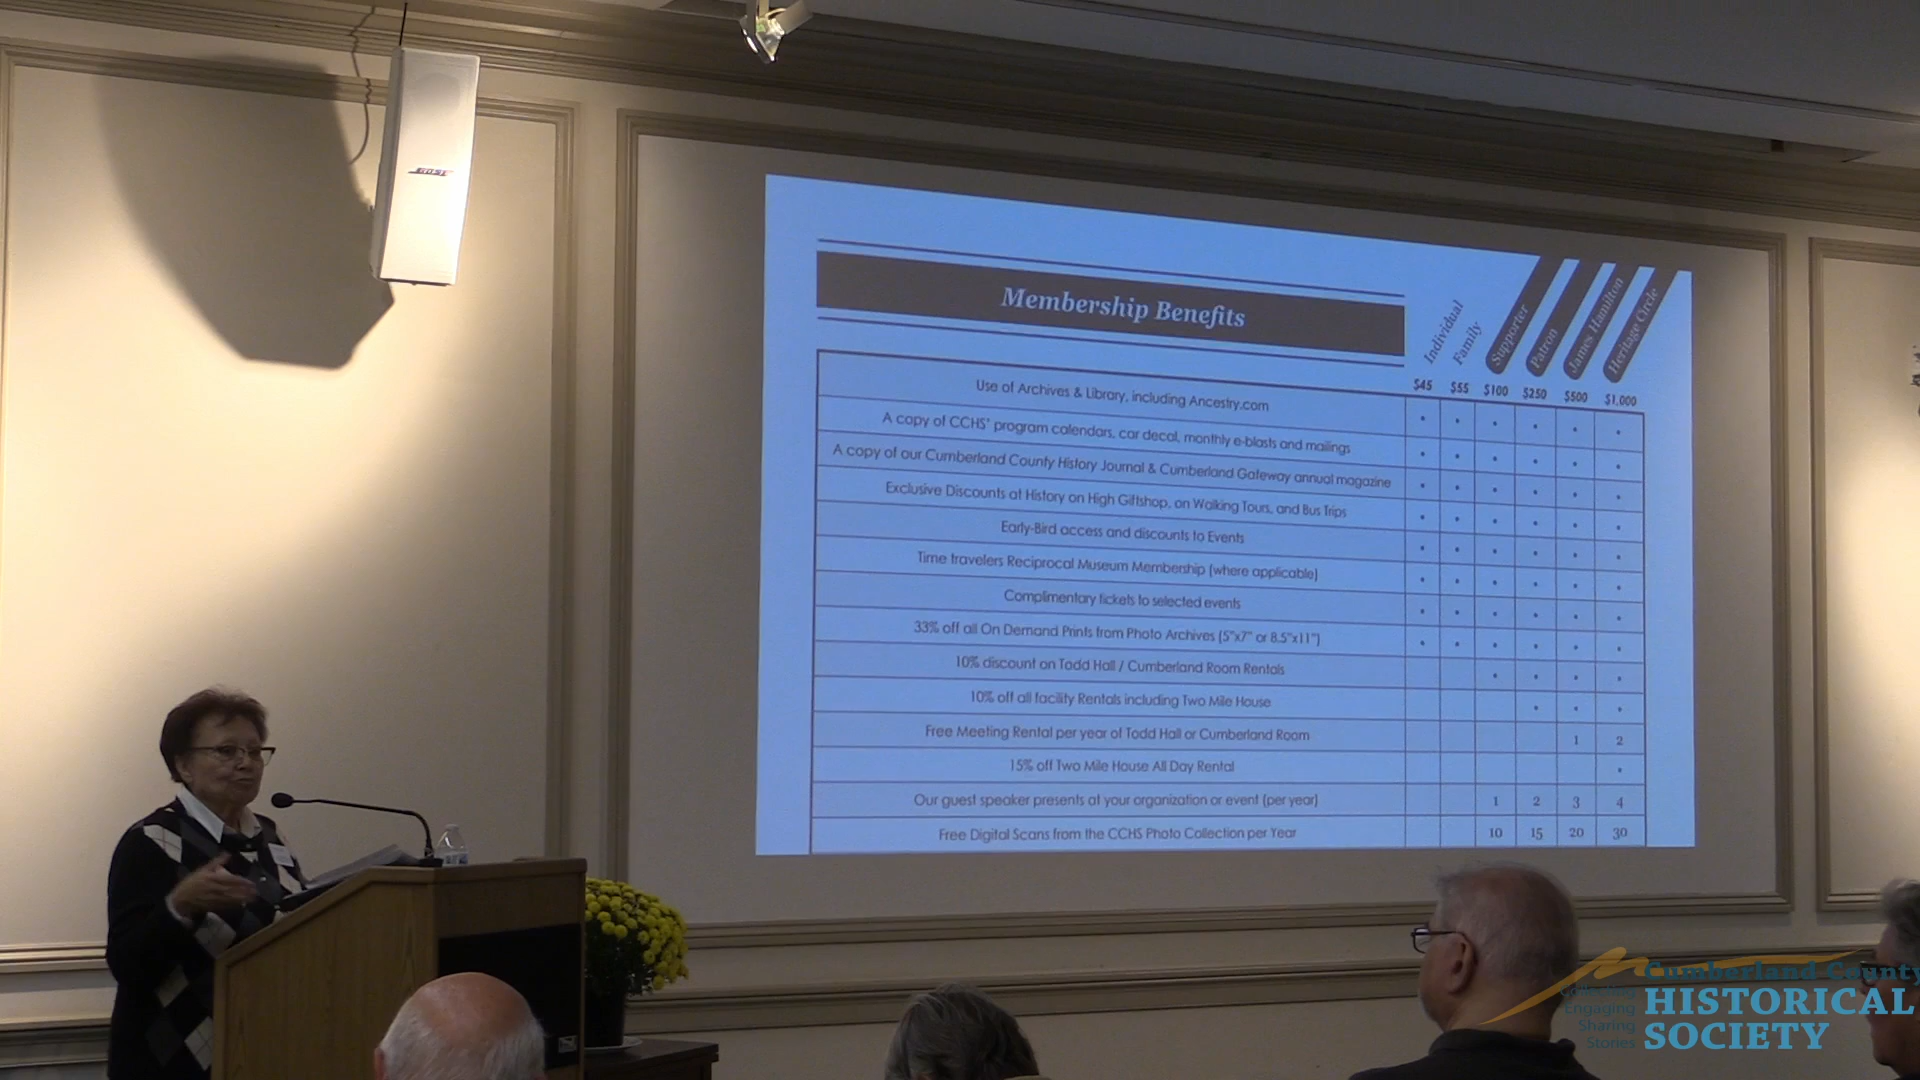 BOSE
Membership Benefits
Individual
Family
Supporter
Patron
James Hamilton
Heritage Circle
$45 $55 $100 $250 $500 $1,000
Use of Archives & Library, including Ancestry.com
A copy of CCHS' program calendars, car decal, monthly e-blasts and mailings
A copy of our Cumberland County History Journal & Cumberland Gateway annual magazine
Exclusive Discounts at History on High Giftshop, on Walking Tours, and Bus Trips
Early-Bird access and discounts to Events
Time travelers Reciprocal Museum Membership (where applicable)
Complimentary tickets to selected events
33% off all On Demand Prints from Photo Archives (5"x7" or 8.5"x11")
10% discount on Todd Hall / Cumberland Room Rentals
10% off all facility Rentals including Two Mile House
Free Meeting Rental per year of Todd Hall or Cumberland Room 1 2
15% off Two Mile House All Day Rental
Our guest speaker presents at your organization or event (per year) 1 2 3 4
Free Digital Scans from the CCHS Photo Collection per Year 10 15 20 30
Cumberland County
HISTORICAL
SOCIETY
Collecting
Engaging
Sharing
Stories